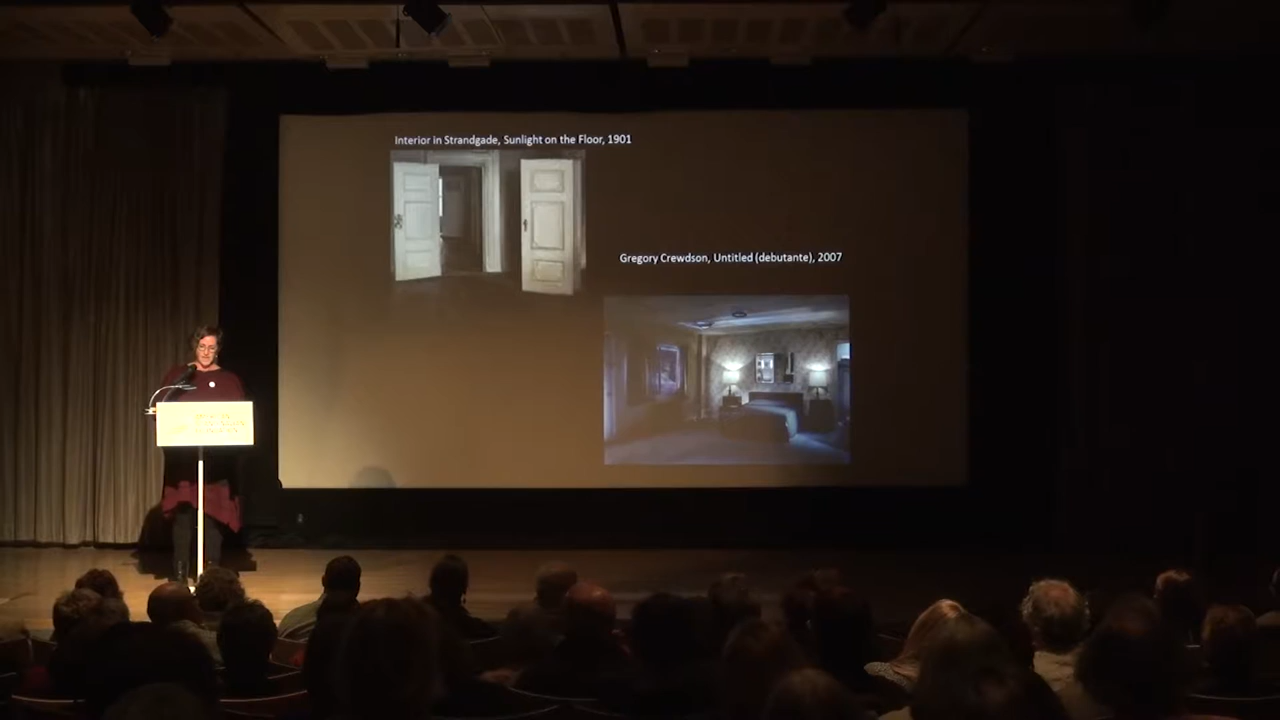 Interior in Strandgade, Sunlight on the Floor, 1901
Gregory Crewdson, Untitled (debutante), 2007